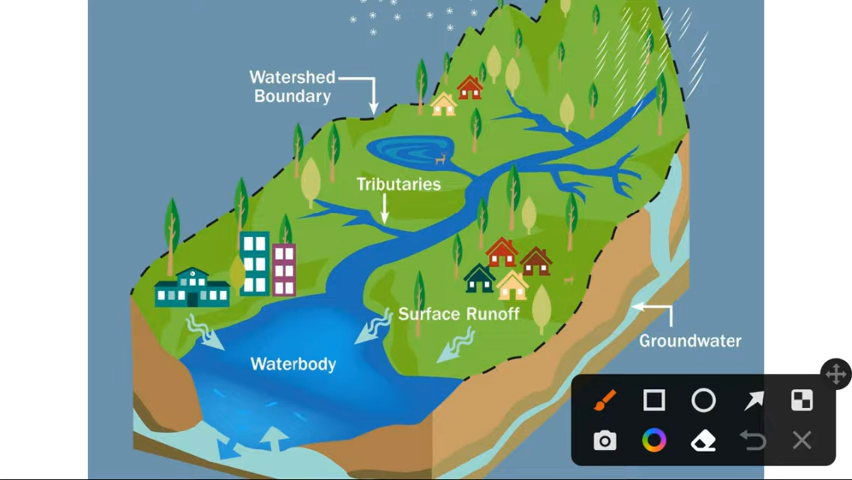 Watershed
Boundary
Tributaries
Surface Runoff
Groundwater
Waterbody